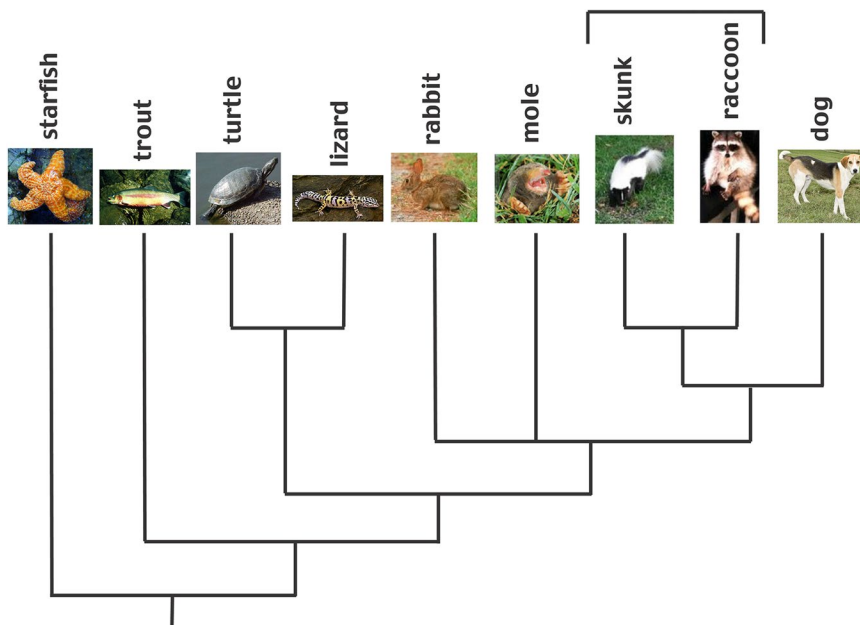 starfish
trout
turtle
lizard
rabbit
mole
skunk
raccoon
dog